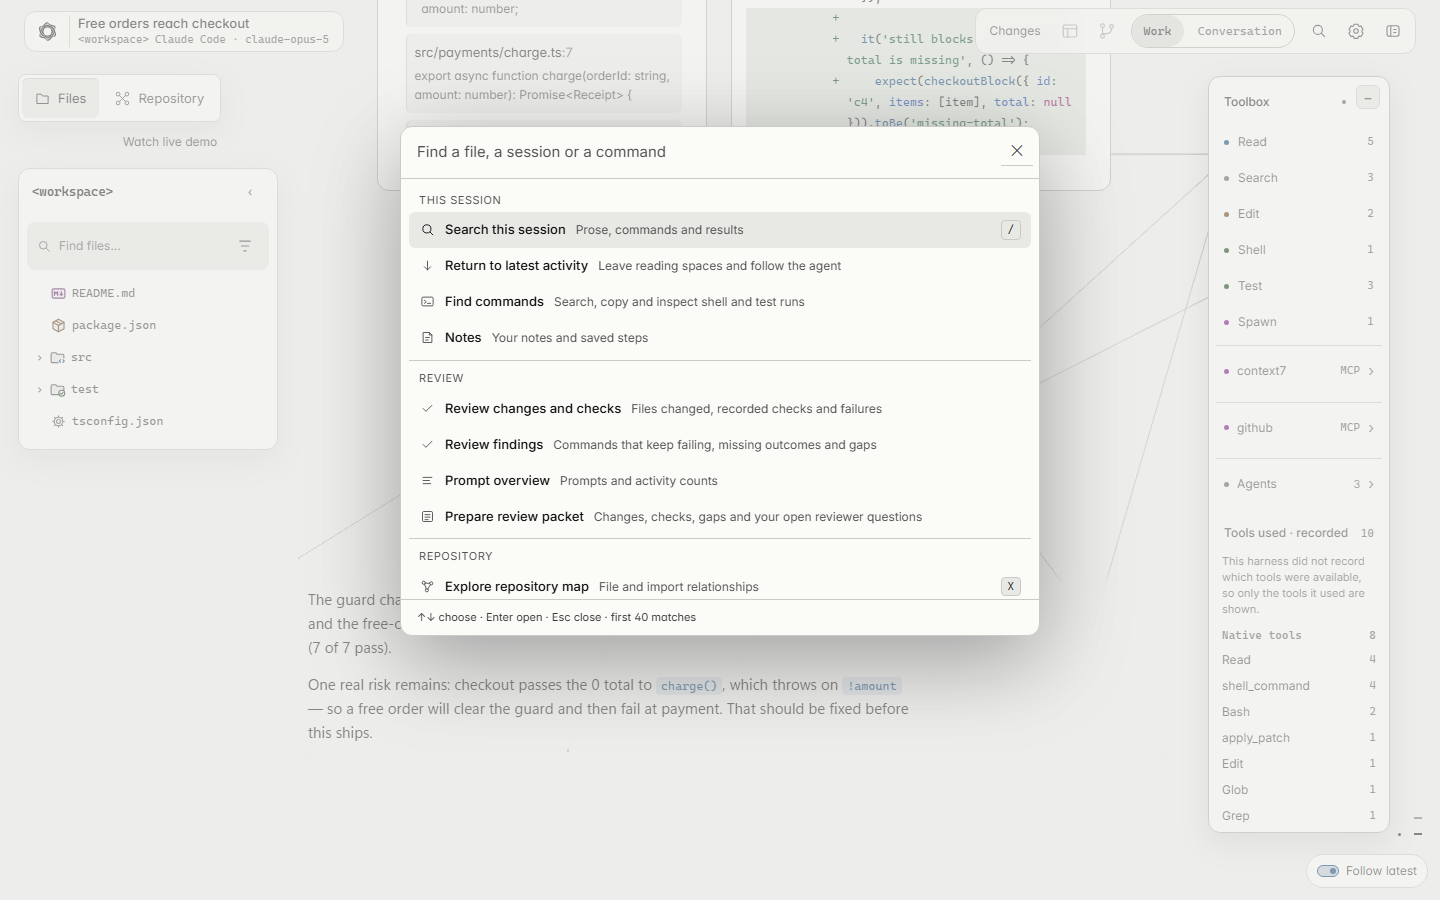 Free orders reach checkout
<workspace> Claude Code · claude-opus-5
Files
Repository
Watch live demo
<workspace>
Find files...
README.md
package.json
src
test
tsconfig.json
amount: number;
src/payments/charge.ts:7
export async function charge(orderId: string,
amount: number): Promise<Receipt> {
+
+ it('still blocks
total is missing', () => {
+ expect(checkoutBlock({ id:
'c4', items: [item], total: null
})).toBe('missing-total');
Changes
Work
Conversation
Find a file, a session or a command
THIS SESSION
Search this session Prose, commands and results /
Return to latest activity Leave reading spaces and follow the agent
Find commands Search, copy and inspect shell and test runs
Notes Your notes and saved steps
REVIEW
Review changes and checks Files changed, recorded checks and failures
Review findings Commands that keep failing, missing outcomes and gaps
Prompt overview Prompts and activity counts
Prepare review packet Changes, checks, gaps and your open reviewer questions
REPOSITORY
Explore repository map File and import relationships X
↑↓ choose · Enter open · Esc close · first 40 matches
The guard cha
and the free-c
(7 of 7 pass).
One real risk remains: checkout passes the 0 total to charge(), which throws on !amount
— so a free order will clear the guard and then fail at payment. That should be fixed before
this ships.
Toolbox
Read 5
Search 3
Edit 2
Shell 1
Test 3
Spawn 1
context7 MCP
github MCP
Agents 3
Tools used · recorded 10
This harness did not record
which tools were available,
so only the tools it used are
shown.
Native tools 8
Read 4
shell_command 4
Bash 2
apply_patch 1
Edit 1
Glob 1
Grep 1
Follow latest